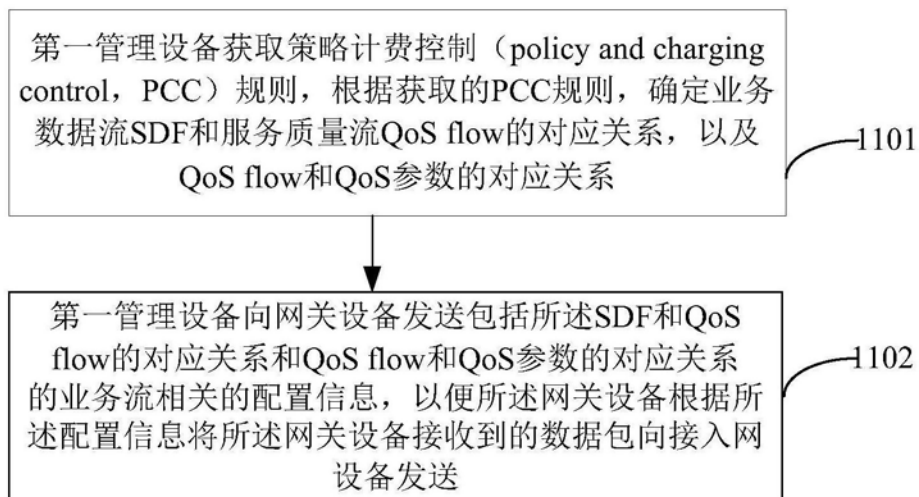 第一管理设备获取策略计费控制（policy and charging
control，PCC）规则，根据获取的PCC规则，确定业务
数据流SDF和服务质量流QoS flow的对应关系，以及
QoS flow和QoS参数的对应关系
1101
第一管理设备向网关设备发送包括所述SDF和QoS
flow的对应关系和QoS flow和QoS参数的对应关系
的业务流相关的配置信息，以便所述网关设备根据所
述配置信息将所述网关设备接收到的数据包向接入网
设备发送
1102